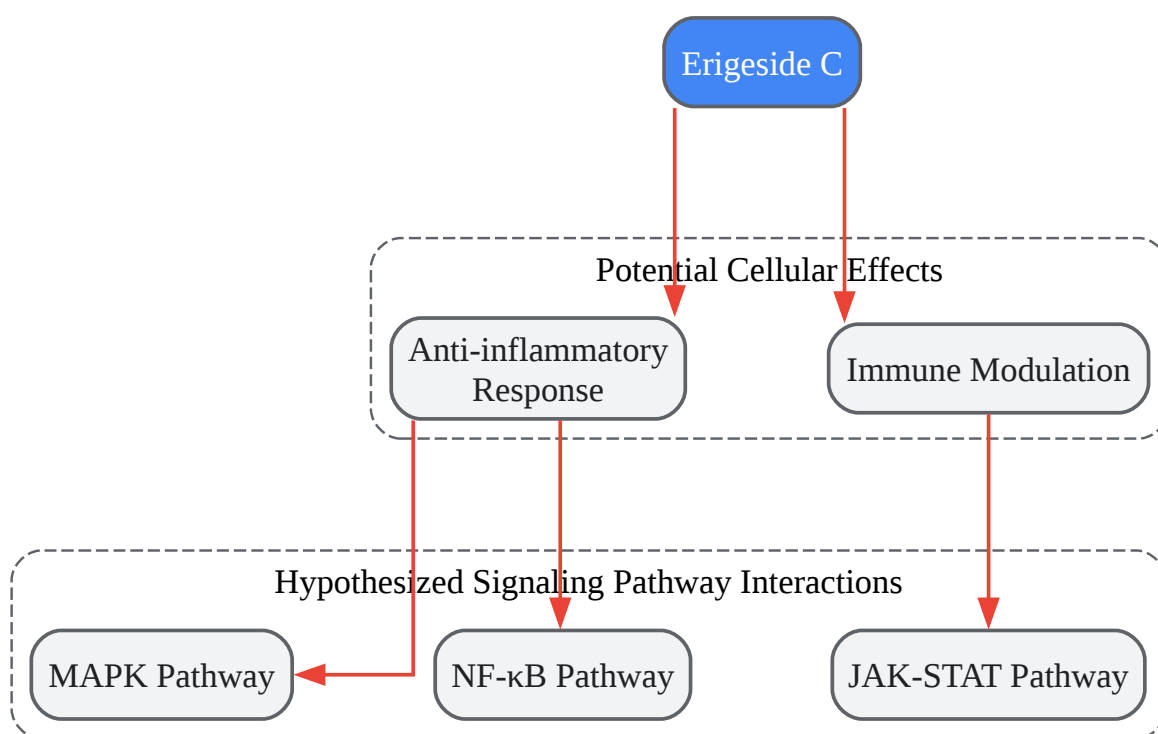 Erigeside C
Potential Cellular Effects
Anti-inflammatory
Response
Immune Modulation
Hypothesized Signaling Pathway Interactions
MAPK Pathway
NF-κB Pathway
JAK-STAT Pathway